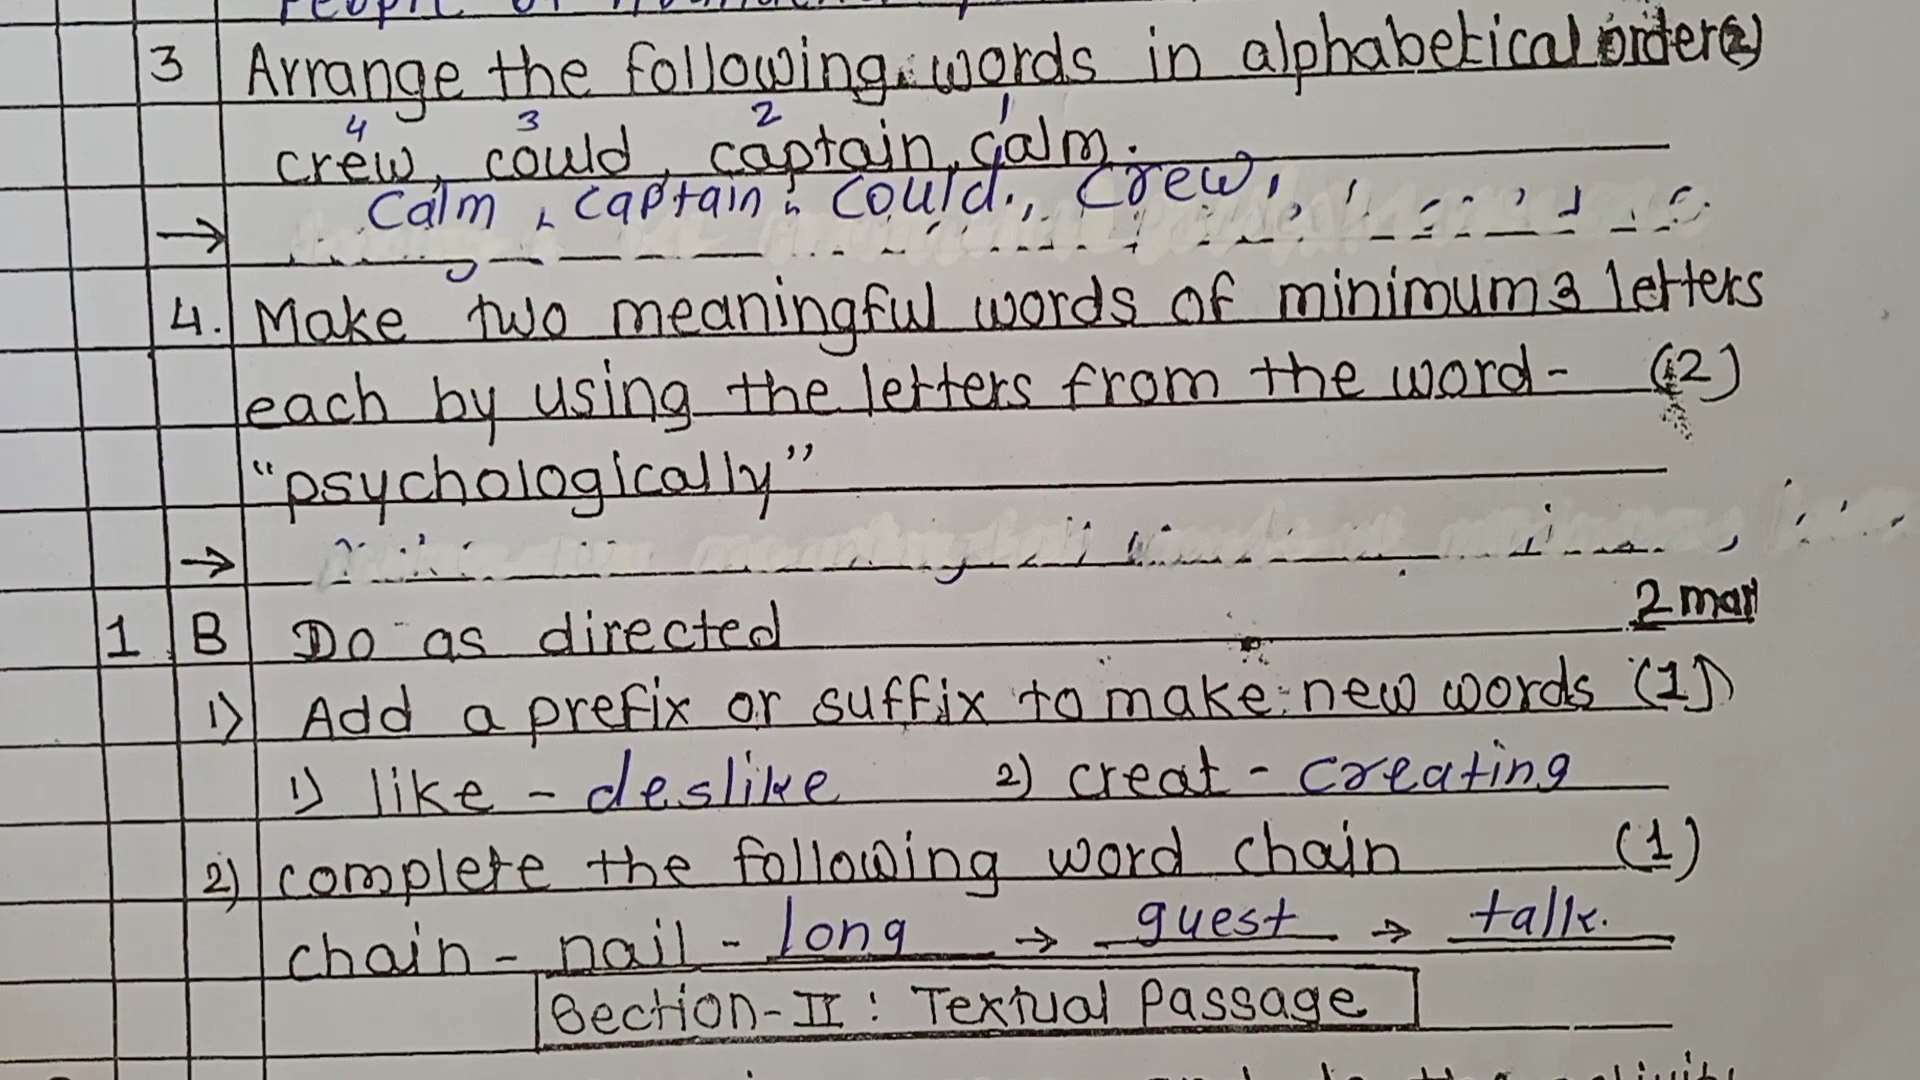 3 Arrange the following words in alphabetical order (2)
4 3 2 1
crew, could, captain, calm.
→ Calm, captain, could, crew,
4. Make two meaningful words of minimum 3 letters
each by using the letters from the word- (2)
"psychologically"
→
1 B Do as directed 2 mar
1) Add a prefix or suffix to make new words (1)
1) like - deslike 2) creat - creating
2) complete the following word chain (1)
chain - nail - long → guest → talk.
Section-II : Textual Passage